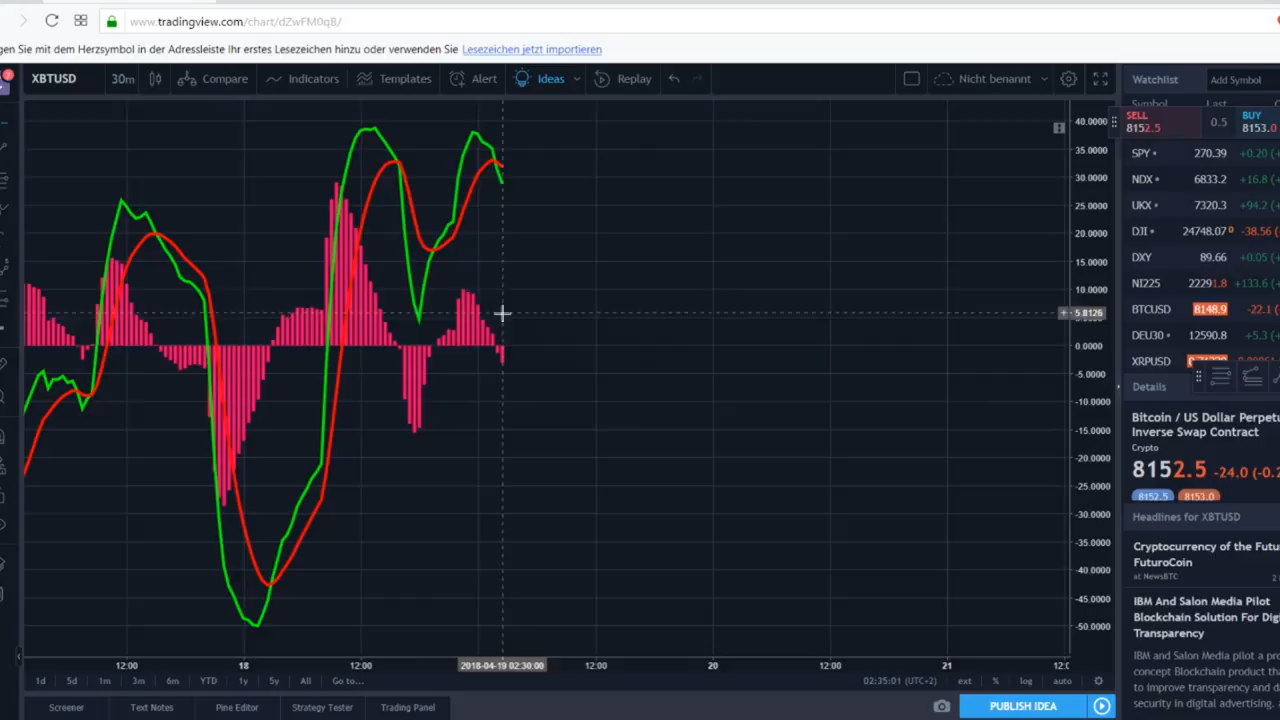 www.tradingview.com/chart/dZwFM0qB/
gen Sie mit dem Herzsymbol in der Adressleiste Ihr erstes Lesezeichen hinzu oder verwenden Sie Lesezeichen jetzt importieren
XBTUSD 30m Compare Indicators Templates Alert Ideas Replay Nicht benannt
Watchlist Add Symbol
Symbol Last
SELL 0.5 BUY
8152.5 8153.0
SPY 270.39 +0.20
NDX 6833.2 +16.8
UKX 7320.3 +94.2
DJI 24748.07 D -38.56
DXY 89.66 +0.05
NI225 22291.8 +133.6
BTCUSD 8148.9 -22.1
DEU30 12590.8 +5.3
XRPUSD
Details
Bitcoin / US Dollar Perpetu
Inverse Swap Contract
Crypto
8152.5 -24.0 (-0.2
8152.5 8153.0
Headlines for XBTUSD
Cryptocurrency of the Futu
FuturoCoin
at NewsBTC
IBM And Salon Media Pilot
Blockchain Solution For Digi
Transparency
IBM and Salon Media pilot a pro
concept Blockchain product tha
to improve transparency and da
security in digital advertising.
40.0000
35.0000
30.0000
25.0000
20.0000
15.0000
10.0000
5.8126
0.0000
-5.0000
-10.0000
-15.0000
-20.0000
-25.0000
-30.0000
-35.0000
-40.0000
-45.0000
-50.0000
12:00 18 12:00 2018-04-19 02:30:00 12:00 20 12:00 21
1d 5d 1m 3m 6m YTD 1y 5y All Go to... 02:35:01 (UTC+2) ext % log auto
Screener Text Notes Pine Editor Strategy Tester Trading Panel PUBLISH IDEA